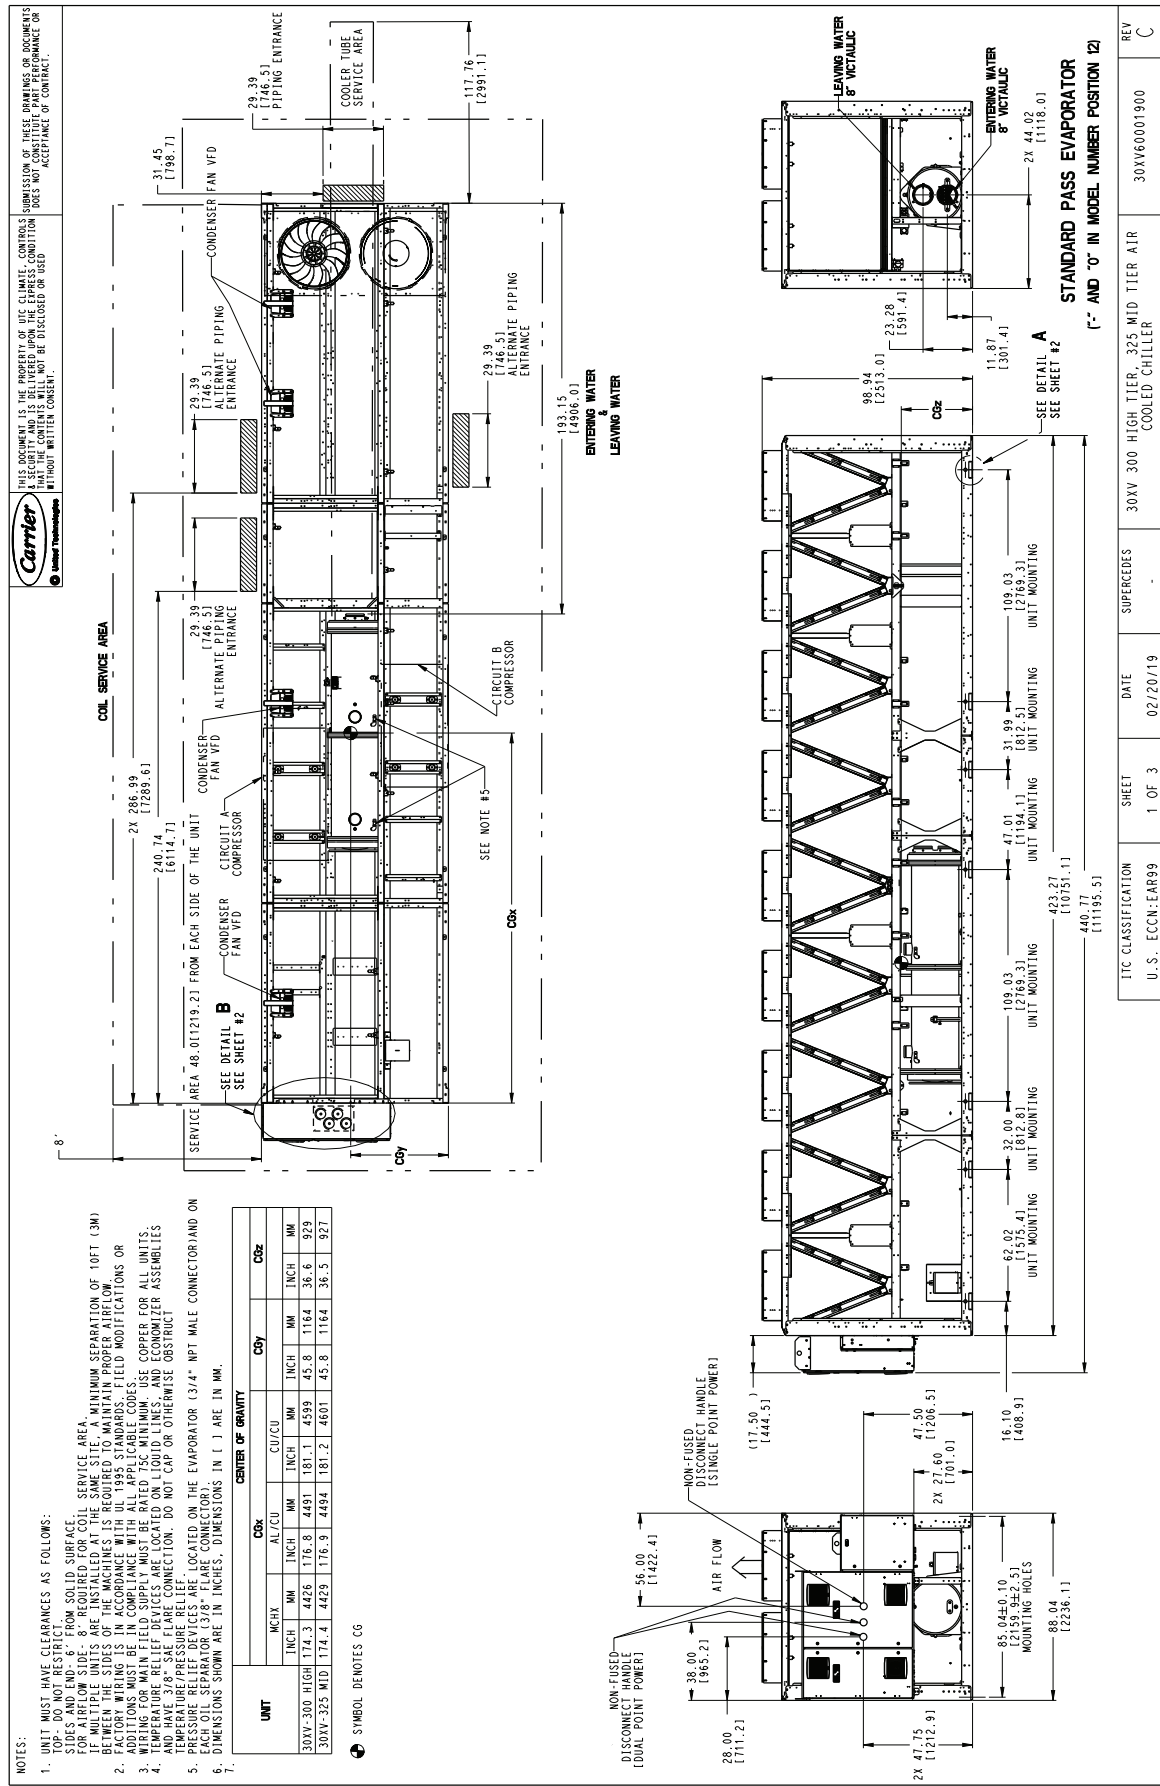 NOTES:
1. UNIT MUST HAVE CLEARANCES AS FOLLOWS:
TOP- DO NOT RESTRICT.
SIDES AND END- 6' FROM SOLID SURFACE.
FOR AIRFLOW SIDE - 8' REQUIRED FOR COIL SERVICE AREA.
IF MULTIPLE UNITS ARE INSTALLED AT THE SAME SITE, A MINIMUM SEPARATION OF 10FT (3M)
BETWEEN THE SIDES OF THE MACHINES IS REQUIRED TO MAINTAIN PROPER AIRFLOW.
2. FACTORY WIRING IS IN ACCORDANCE WITH UL 1995 STANDARDS. FIELD MODIFICATIONS OR
ADDITIONS MUST BE IN COMPLIANCE WITH ALL APPLICABLE CODES.
3. WIRING FOR MAIN FIELD SUPPLY MUST BE RATED 75C MINIMUM. USE COPPER FOR ALL UNITS.
4. TEMPERATURE RELIEF DEVICES ARE LOCATED ON LIQUID LINES, AND ECONOMIZER ASSEMBLIES
AND HAVE 3/8" SAE FLARE CONNECTION. DO NOT CAP OR OTHERWISE OBSTRUCT
TEMPERATURE/PRESSURE RELIEF.
5. PRESSURE RELIEF DEVICES ARE LOCATED ON THE EVAPORATOR (3/4" NPT MALE CONNECTOR)AND ON
EACH OIL SEPARATOR (3/8" FLARE CONNECTOR).
6. DIMENSIONS SHOWN ARE IN INCHES, DIMENSIONS IN [ ] ARE IN MM.
7.
CENTER OF GRAVITY
UNIT CGx CGy CGz
MCHX AL/CU CU/CU
INCH MM INCH MM INCH MM INCH MM INCH MM
30XV-300 HIGH 174.3 4426 176.8 4491 181.1 4599 45.8 1164 36.6 929
30XV-325 MID 174.4 4429 176.9 4494 181.2 4601 45.8 1164 36.5 927
SYMBOL DENOTES CG
Carrier
United Technologies
THIS DOCUMENT IS THE PROPERTY OF UTC CLIMATE, CONTROLS
& SECURITY AND IS DELIVERED UPON THE EXPRESS CONDITION
THAT THE CONTENTS WILL NOT BE DISCLOSED OR USED
WITHOUT WRITTEN CONSENT.
SUBMISSION OF THESE DRAWINGS OR DOCUMENTS
DOES NOT CONSTITUTE PART PERFORMANCE OR
ACCEPTANCE OF CONTRACT.
8'
COIL SERVICE AREA
2X 286.99
[7289.6]
240.74
[6114.7]
SERVICE AREA 48.0[1219.2] FROM EACH SIDE OF THE UNIT
SEE DETAIL B
SEE SHEET #2
CONDENSER
FAN VFD
CIRCUIT A
COMPRESSOR
CONDENSER
FAN VFD
29.39
[746.5]
ALTERNATE PIPING
ENTRANCE
29.39
[746.5]
ALTERNATE PIPING
ENTRANCE
CONDENSER FAN VFD
31.45
[798.7]
29.39
[746.5]
PIPING ENTRANCE
COOLER TUBE
SERVICE AREA
117.76
[2991.1]
CGy
CGx
SEE NOTE #5
CIRCUIT B
COMPRESSOR
29.39
[746.5]
ALTERNATE PIPING
ENTRANCE
193.15
[4906.0]
ENTERING WATER
&
LEAVING WATER
NON-FUSED
DISCONNECT HANDLE
[DUAL POINT POWER]
28.00
[711.2]
38.00
[965.2]
56.00
[1422.4]
AIR FLOW
NON-FUSED
DISCONNECT HANDLE
[SINGLE POINT POWER]
2X 47.75
[1212.9]
85.04±0.10
[2159.9±2.5]
MOUNTING HOLES
88.04
[2236.1]
2X 27.60
[701.0]
47.50
[1206.5]
(17.50 )
[444.5]
16.10
[408.9]
62.02
[1575.4]
UNIT MOUNTING
32.00
[812.8]
UNIT MOUNTING
109.03
[2769.3]
UNIT MOUNTING
47.01
[1194.1]
UNIT MOUNTING
31.99
[812.5]
UNIT MOUNTING
109.03
[2769.3]
UNIT MOUNTING
423.27
[10751.1]
440.77
[11195.5]
98.94
[2513.0]
CGz
SEE DETAIL A
SEE SHEET #2
23.28
[591.4]
11.87
[301.4]
LEAVING WATER
8" VICTAULIC
ENTERING WATER
8" VICTAULIC
2X 44.02
[1118.0]
STANDARD PASS EVAPORATOR
("-" AND "0" IN MODEL NUMBER POSITION 12)
ITC CLASSIFICATION
U.S. ECCN:EAR99
SHEET
1 OF 3
DATE
02/20/19
SUPERCEDES
-
30XV 300 HIGH TIER, 325 MID TIER AIR
COOLED CHILLER
30XV60001900
REV
C